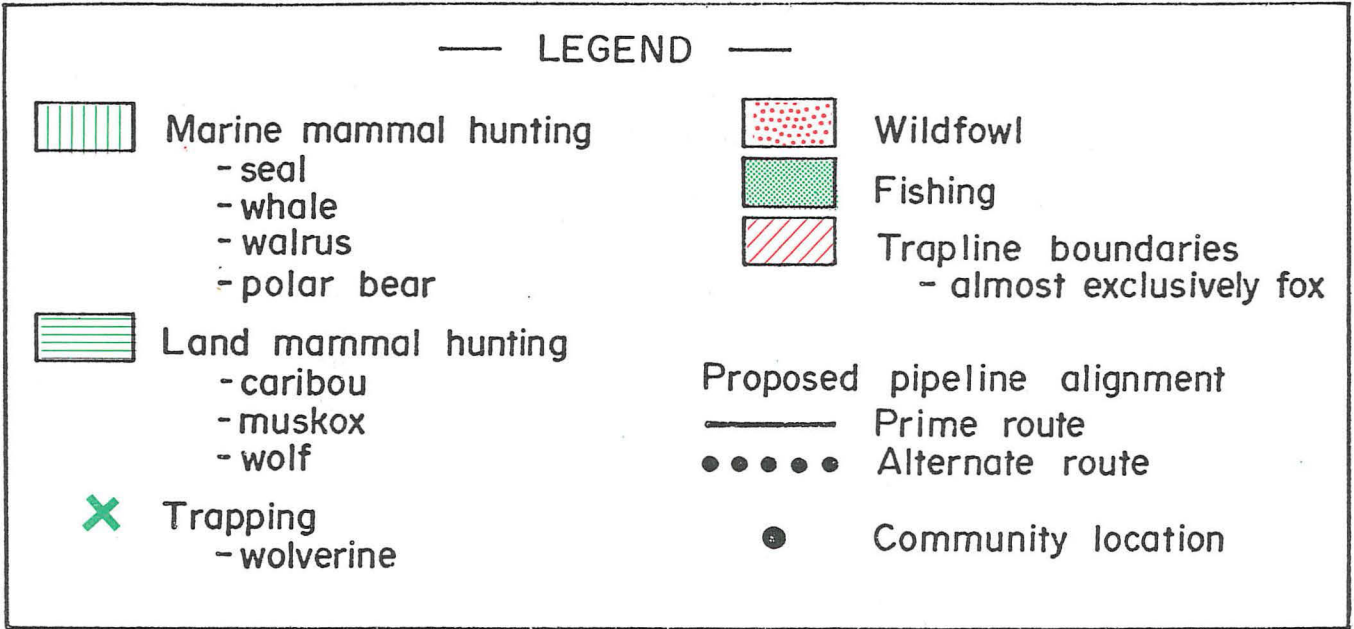 — LEGEND —
Marine mammal hunting
- seal
- whale
- walrus
- polar bear
Land mammal hunting
- caribou
- muskox
- wolf
Trapping
- wolverine
Wildfowl
Fishing
Trapline boundaries
- almost exclusively fox
Proposed pipeline alignment
Prime route
Alternate route
Community location